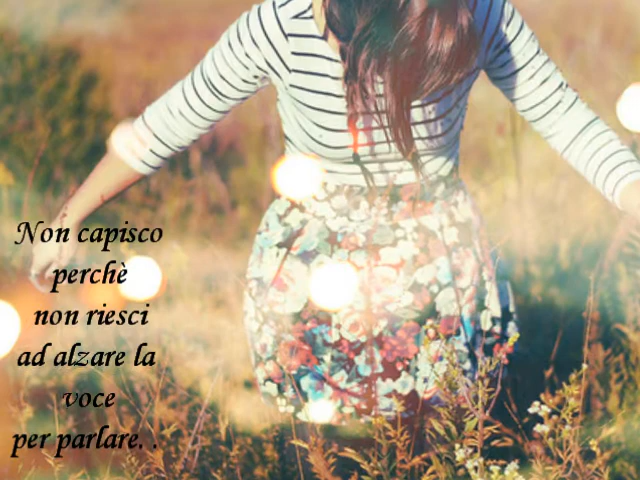 Non capisco
perchè
non riesci
ad alzare la
voce
per parlare. .